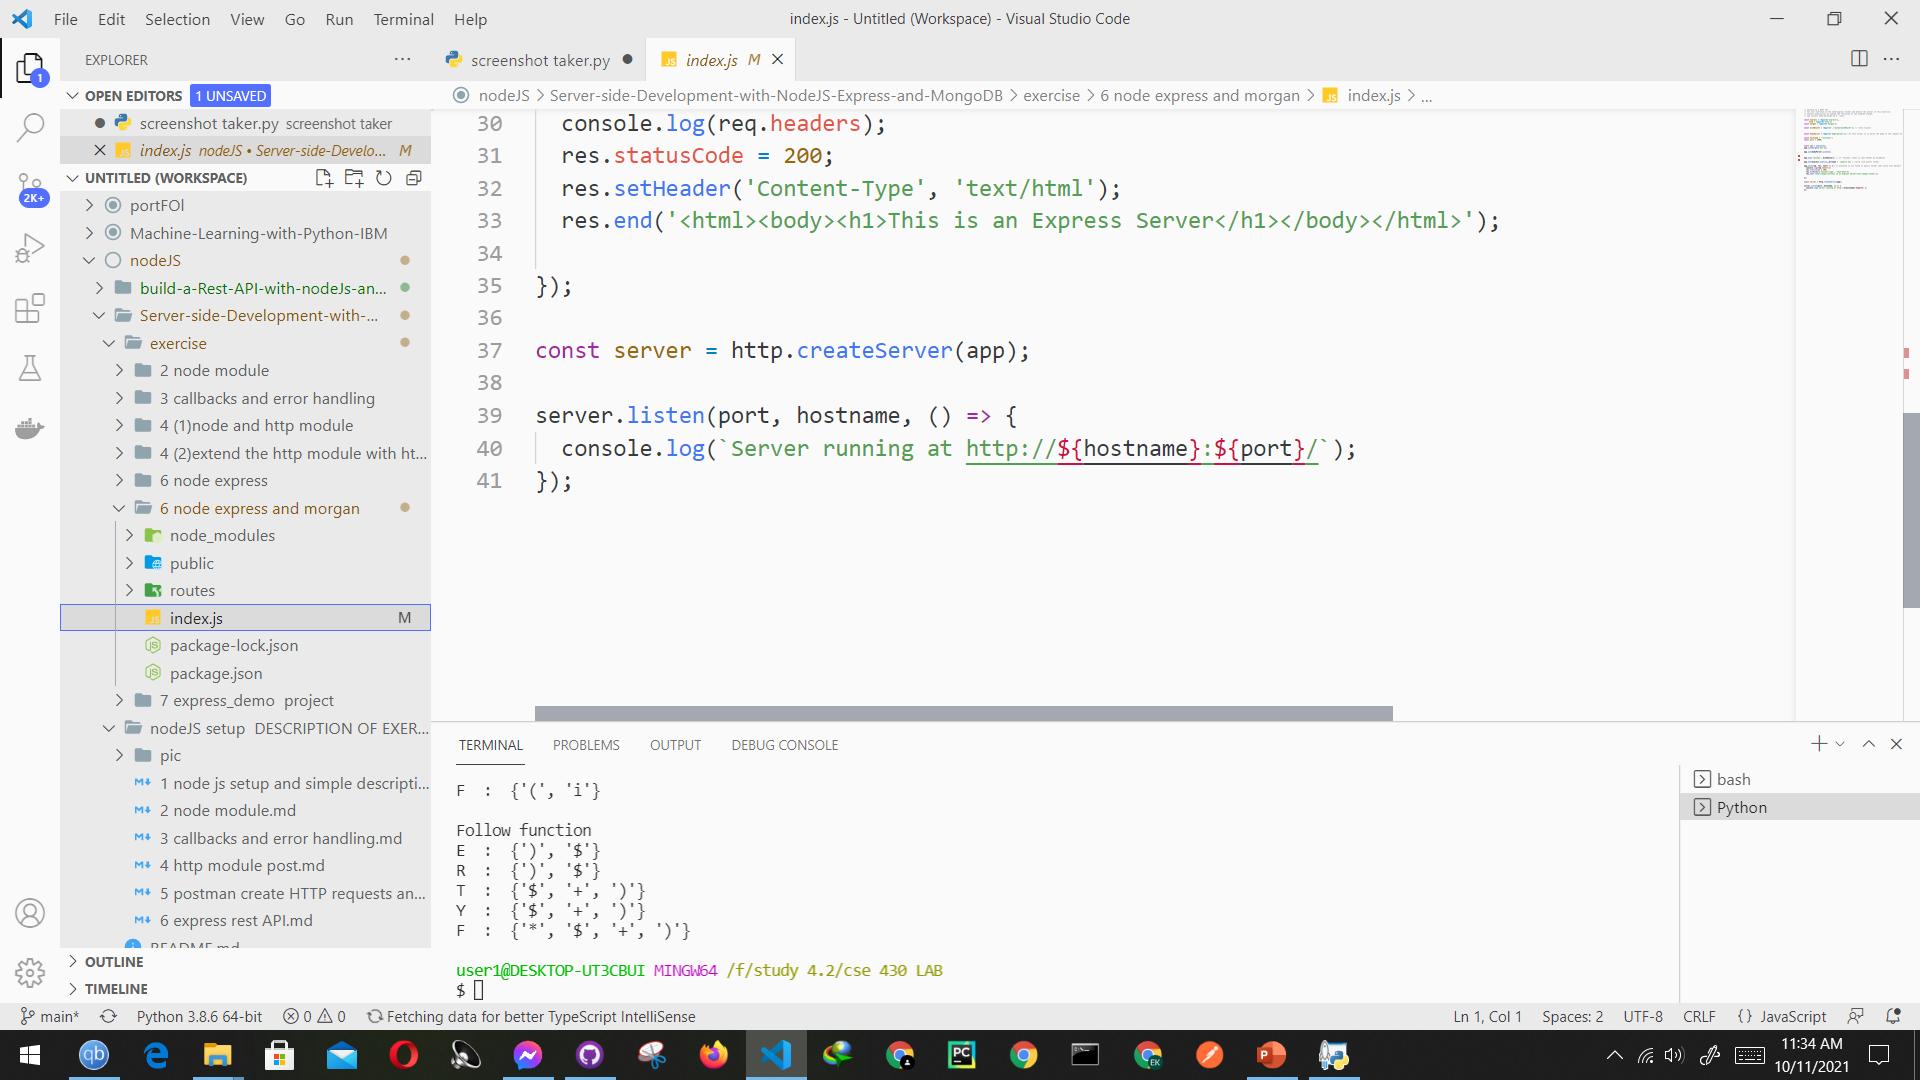 File Edit Selection View Go Run Terminal Help
index.js - Untitled (Workspace) - Visual Studio Code
EXPLORER
screenshot taker.py
index.js M
OPEN EDITORS 1 UNSAVED
screenshot taker.py screenshot taker
index.js nodeJS • Server-side-Develo... M
UNTITLED (WORKSPACE)
portFOl
Machine-Learning-with-Python-IBM
nodeJS
build-a-Rest-API-with-nodeJs-an...
Server-side-Development-with-...
exercise
2 node module
3 callbacks and error handling
4 (1)node and http module
4 (2)extend the http module with ht...
6 node express
6 node express and morgan
node_modules
public
routes
index.js M
package-lock.json
package.json
7 express_demo project
nodeJS setup DESCRIPTION OF EXER...
pic
1 node js setup and simple descripti...
2 node module.md
3 callbacks and error handling.md
4 http module post.md
5 postman create HTTP requests an...
6 express rest API.md
README.md
OUTLINE
TIMELINE
1
2K+
nodeJS > Server-side-Development-with-NodeJS-Express-and-MongoDB > exercise > 6 node express and morgan > index.js > ...
30 console.log(req.headers);
31 res.statusCode = 200;
32 res.setHeader('Content-Type', 'text/html');
33 res.end('<html><body><h1>This is an Express Server</h1></body></html>');
34
35 });
36
37 const server = http.createServer(app);
38
39 server.listen(port, hostname, () => {
40 console.log(`Server running at http://${hostname}:${port}/`);
41 });
TERMINAL PROBLEMS OUTPUT DEBUG CONSOLE
F : {'(', 'i'}
Follow function
E : {')', '$'}
R : {')', '$'}
T : {'$', '+', ')'}
Y : {'$', '+', ')'}
F : {'*', '$', '+', ')'}
user1@DESKTOP-UT3CBUI MINGW64 /f/study 4.2/cse 430 LAB
$
bash
Python
main* Python 3.8.6 64-bit 0 0 Fetching data for better TypeScript IntelliSense
Ln 1, Col 1 Spaces: 2 UTF-8 CRLF {} JavaScript
11:34 AM
10/11/2021